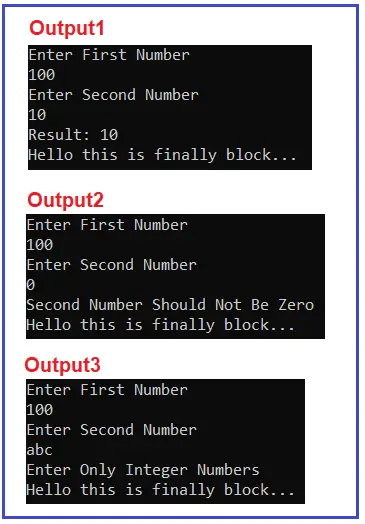 Output1
Enter First Number
100
Enter Second Number
10
Result: 10
Hello this is finally block...
Output2
Enter First Number
100
Enter Second Number
0
Second Number Should Not Be Zero
Hello this is finally block...
Output3
Enter First Number
100
Enter Second Number
abc
Enter Only Integer Numbers
Hello this is finally block...